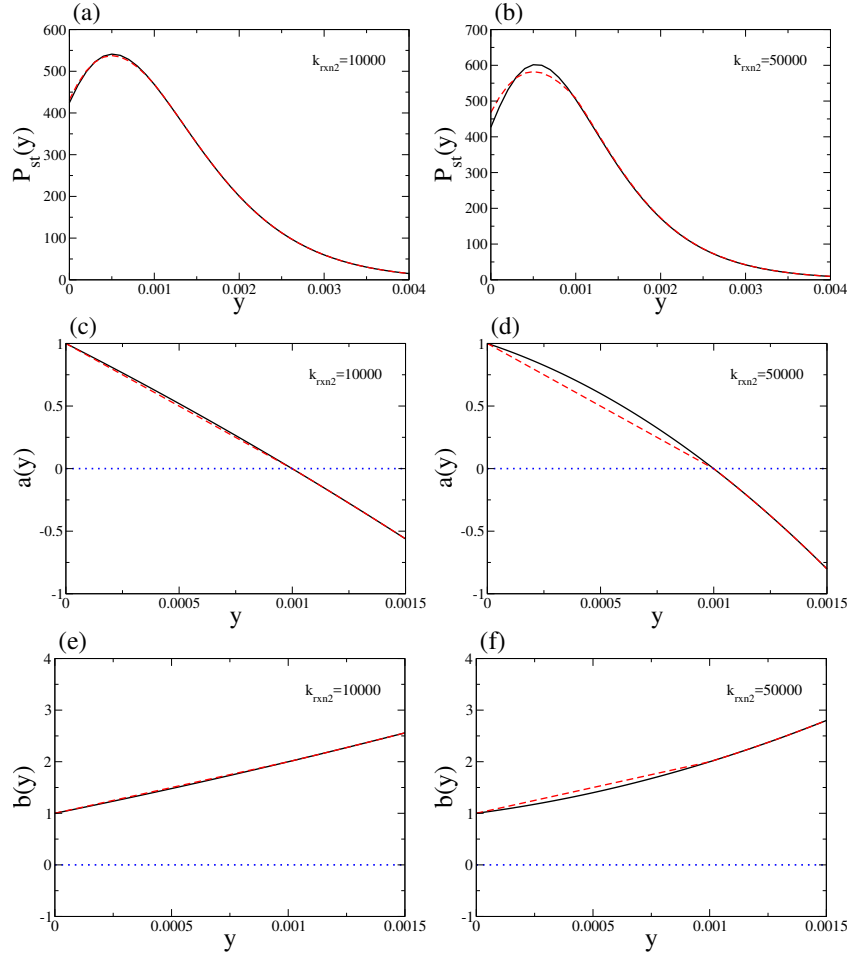 (a)
600
500
400
300
200
100
0
P_st(y)
k_rxn2=10000
0 0.001 0.002 0.003 0.004
y
(b)
700
600
500
400
300
200
100
0
P_st(y)
k_rxn2=50000
0 0.001 0.002 0.003 0.004
y
(c)
1
0.5
0
-0.5
-1
a(y)
k_rxn2=10000
0 0.0005 0.001 0.0015
y
(d)
1
0.5
0
-0.5
-1
a(y)
k_rxn2=50000
0 0.0005 0.001 0.0015
y
(e)
4
3
2
1
0
-1
b(y)
k_rxn2=10000
0 0.0005 0.001 0.0015
y
(f)
4
3
2
1
0
-1
b(y)
k_rxn2=50000
0 0.0005 0.001 0.0015
y